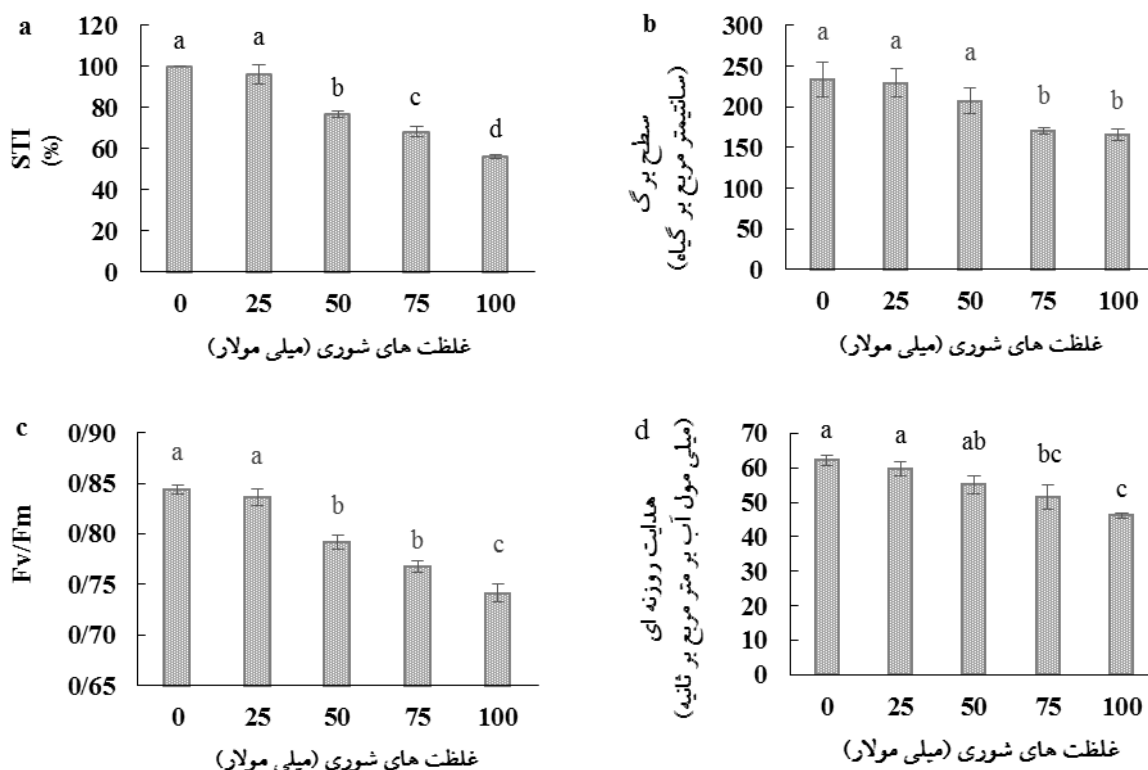 a
120
100
80
60
40
20
0
STI
(%)
a
a
b
c
d
0 25 50 75 100
غلظت های شوری (میلی مولار)
b
300
250
200
150
100
50
0
سطح برگ
(سانتیمتر مربع بر گیاه)
a
a
a
b
b
0 25 50 75 100
غلظت های شوری (میلی مولار)
c
0/90
0/85
0/80
0/75
0/70
0/65
Fv/Fm
a
a
b
b
c
0 25 50 75 100
غلظت های شوری (میلی مولار)
d
70
60
50
40
30
20
10
0
هدایت روزنه ای
(میلی مول آب بر متر مربع بر ثانیه)
a
a
ab
bc
c
0 25 50 75 100
غلظت های شوری (میلی مولار)